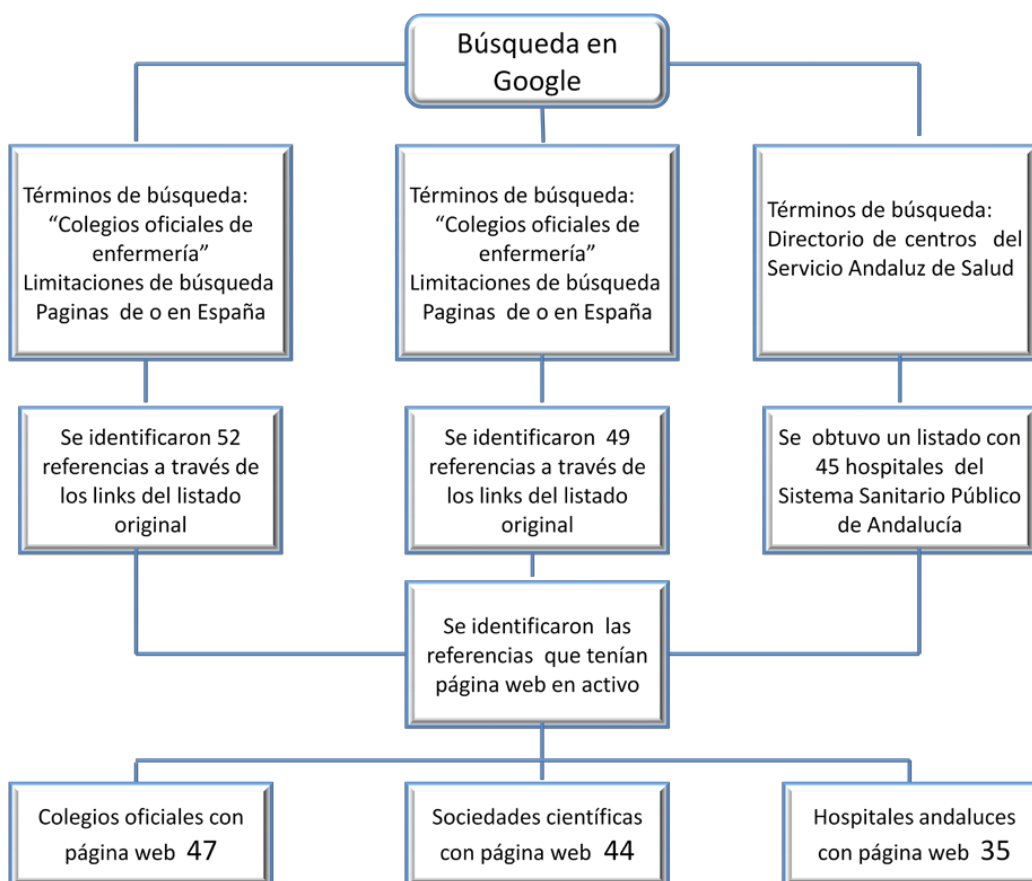 Búsqueda en
Google
Términos de búsqueda:
“Colegios oficiales de
enfermería”
Limitaciones de búsqueda
Paginas de o en España
Términos de búsqueda:
“Colegios oficiales de
enfermería”
Limitaciones de búsqueda
Paginas de o en España
Términos de búsqueda:
Directorio de centros del
Servicio Andaluz de Salud
Se identificaron 52
referencias a través de
los links del listado
original
Se identificaron 49
referencias a través de
los links del listado
original
Se obtuvo un listado con
45 hospitales del
Sistema Sanitario Público
de Andalucía
Se identificaron las
referencias que tenían
página web en activo
Colegios oficiales con
página web 47
Sociedades científicas
con página web 44
Hospitales andaluces
con página web 35